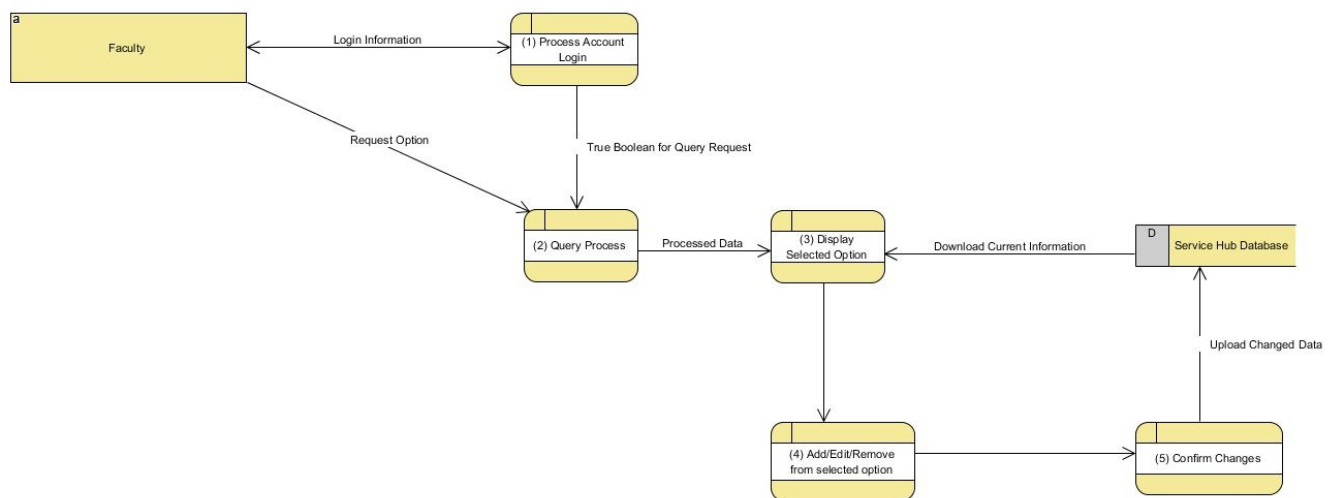 a
Faculty
Login Information
(1) Process Account
Login
Request Option
True Boolean for Query Request
(2) Query Process
Processed Data
(3) Display
Selected Option
Download Current Information
D
Service Hub Database
Upload Changed Data
(4) Add/Edit/Remove
from selected option
(5) Confirm Changes